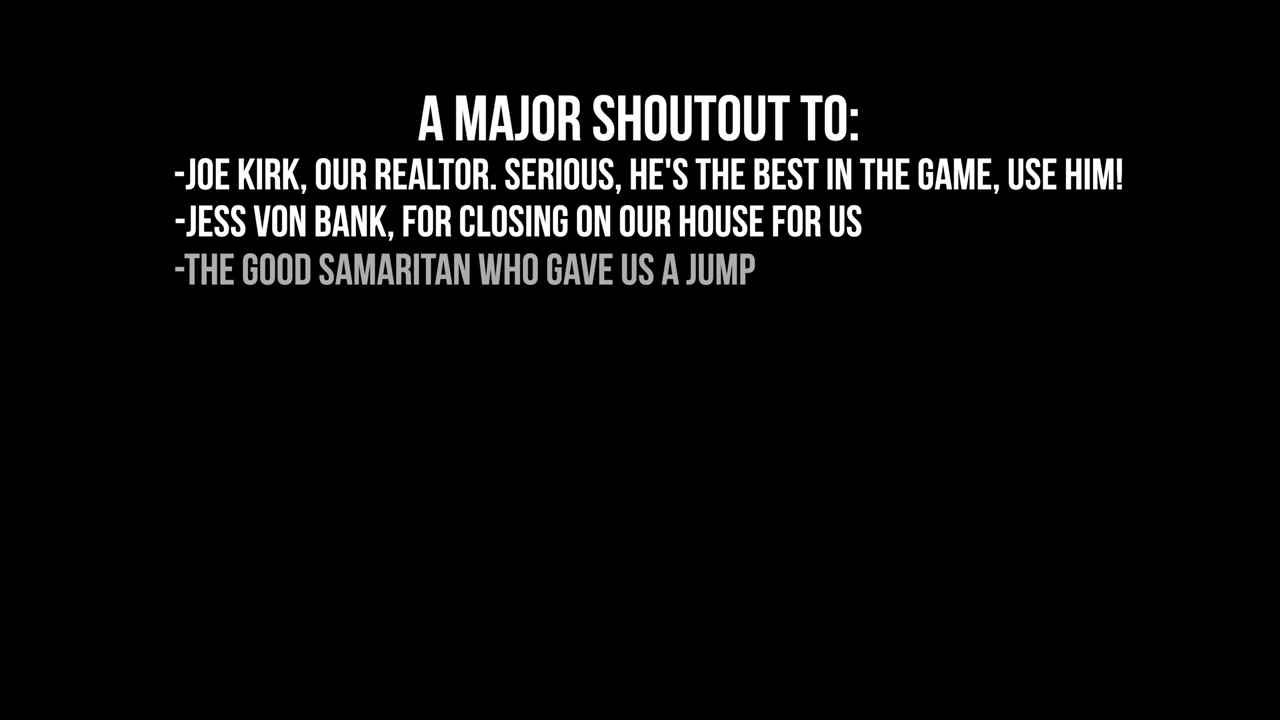 A MAJOR SHOUTOUT TO:
-JOE KIRK, OUR REALTOR. SERIOUS, HE'S THE BEST IN THE GAME, USE HIM!
-JESS VON BANK, FOR CLOSING ON OUR HOUSE FOR US
-THE GOOD SAMARITAN WHO GAVE US A JUMP